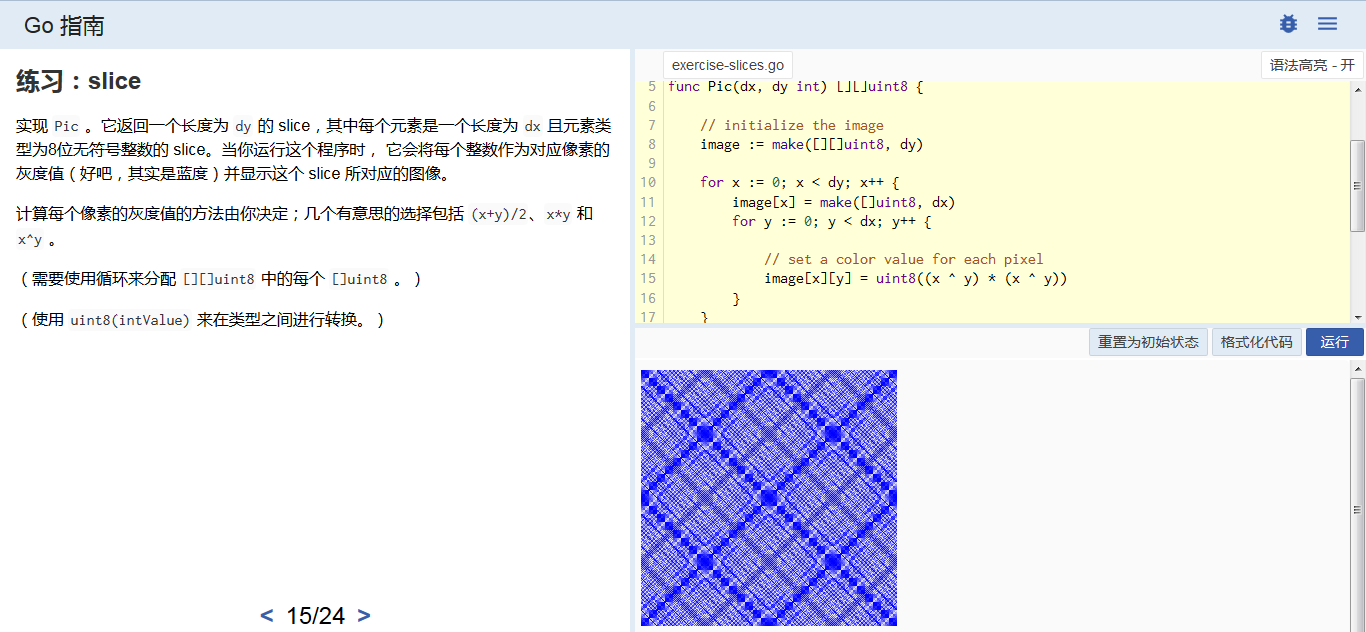 Go 指南
练习：slice
实现 Pic 。它返回一个长度为 dy 的 slice，其中每个元素是一个长度为 dx 且元素类
型为8位无符号整数的 slice。当你运行这个程序时， 它会将每个整数作为对应像素的
灰度值（好吧，其实是蓝度）并显示这个 slice 所对应的图像。
计算每个像素的灰度值的方法由你决定；几个有意思的选择包括 (x+y)/2、x*y 和
x^y 。
（需要使用循环来分配 [][]uint8 中的每个 []uint8 。）
（使用 uint8(intValue) 来在类型之间进行转换。）
< 15/24 >
exercise-slices.go
语法高亮 - 开
5 func Pic(dx, dy int) [][]uint8 {
6
7     // initialize the image
8     image := make([][]uint8, dy)
9
10     for x := 0; x < dy; x++ {
11         image[x] = make([]uint8, dx)
12         for y := 0; y < dx; y++ {
13
14             // set a color value for each pixel
15             image[x][y] = uint8((x ^ y) * (x ^ y))
16         }
17     }
重置为初始状态
格式化代码
运行